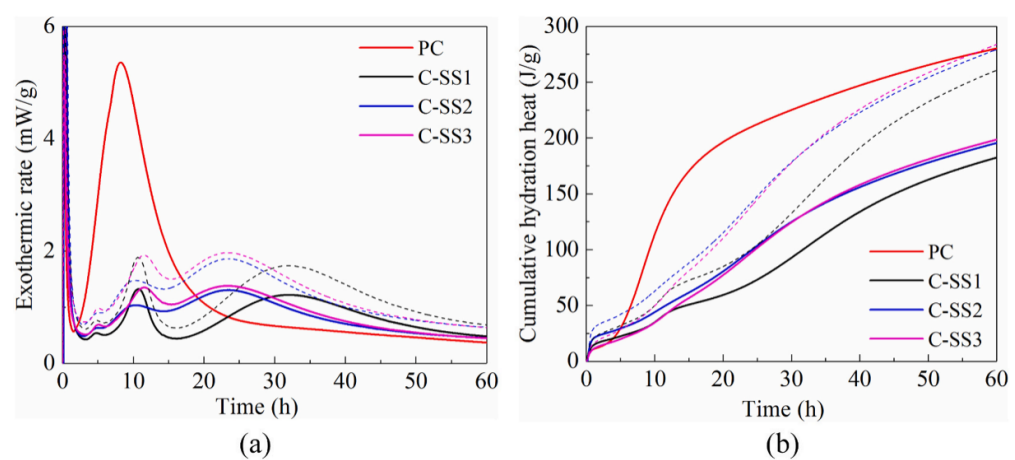 6
4
2
0
Exothermic rate (mW/g)
PC
C-SS1
C-SS2
C-SS3
0 10 20 30 40 50 60
Time (h)
(a)
300
250
200
150
100
50
0
Cumulative hydration heat (J/g)
PC
C-SS1
C-SS2
C-SS3
0 10 20 30 40 50 60
Time (h)
(b)